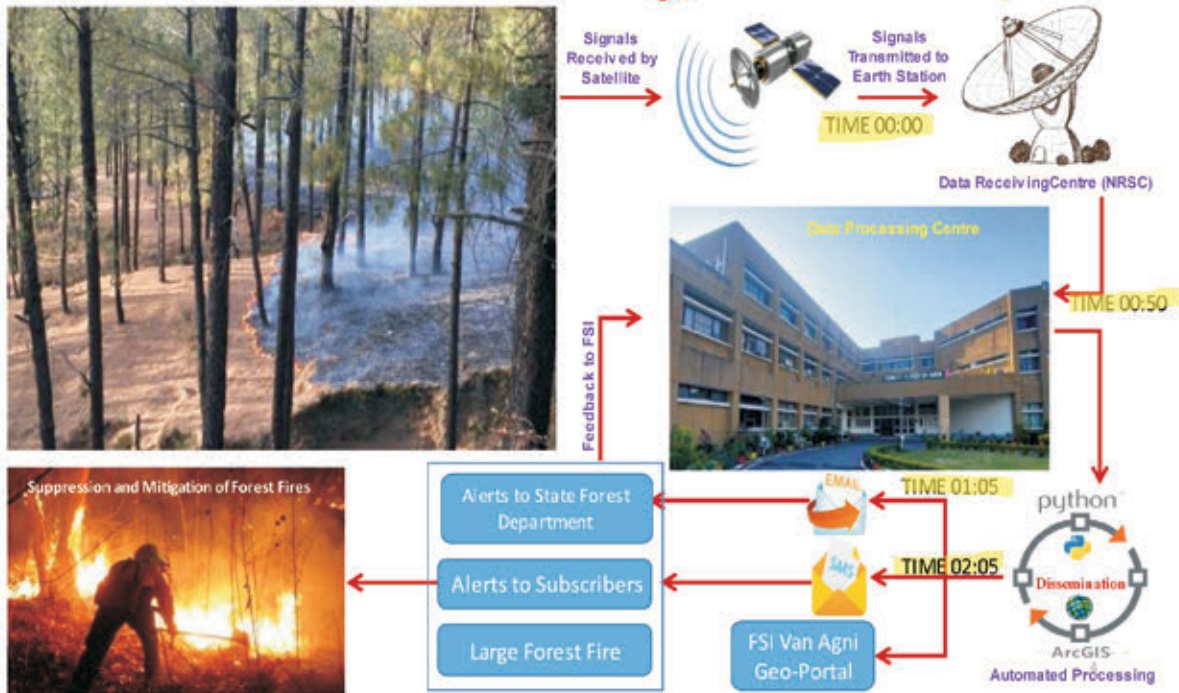 Signals
Received by
Satellite
Signals
Transmitted to
Earth Station
TIME 00:00
Data ReceivingCentre (NRSC)
Data Processing Centre
TIME 00:50
Feedback to FSI
Suppression and Mitigation of Forest Fires
Alerts to State Forest
Department
Alerts to Subscribers
Large Forest Fire
EMAIL
TIME 01:05
SMS
TIME 02:05
FSI Van Agni
Geo-Portal
python
Dissemination
ArcGIS
Automated Processing